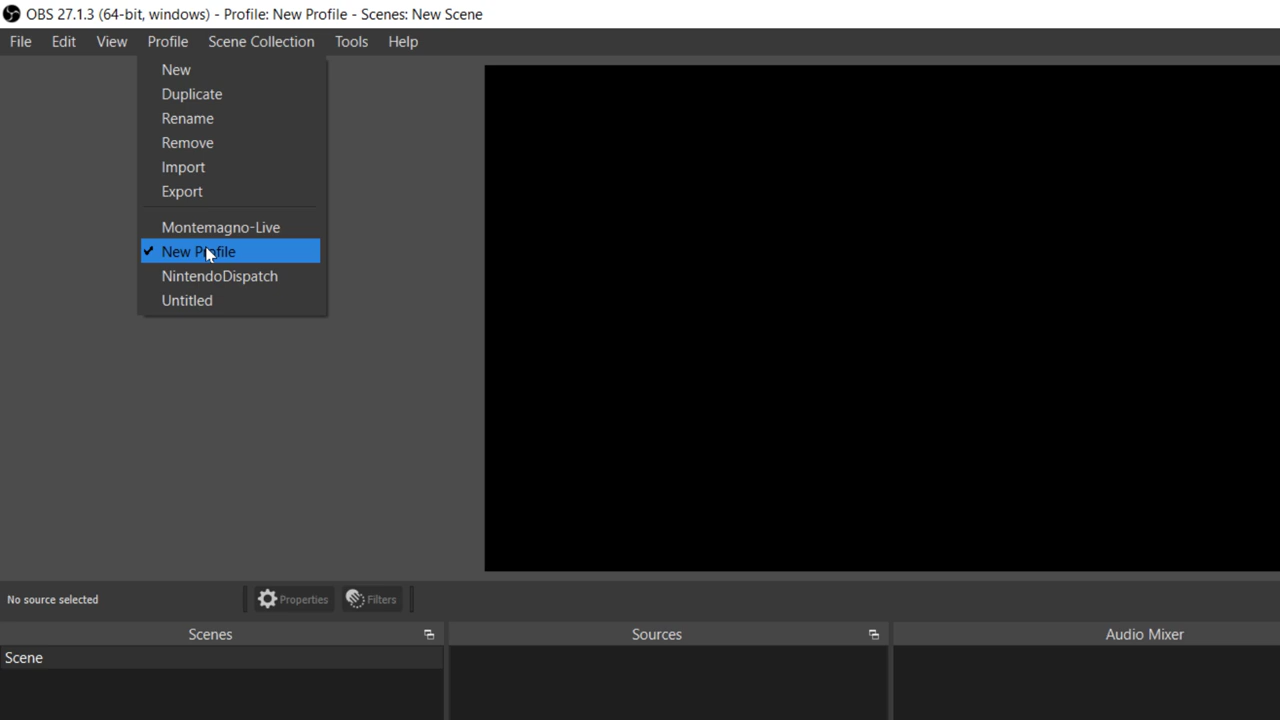 OBS 27.1.3 (64-bit, windows) - Profile: New Profile - Scenes: New Scene
File Edit View Profile Scene Collection Tools Help
New
Duplicate
Rename
Remove
Import
Export
Montemagno-Live
New Profile
NintendoDispatch
Untitled
No source selected Properties Filters
Scenes Sources Audio Mixer
Scene